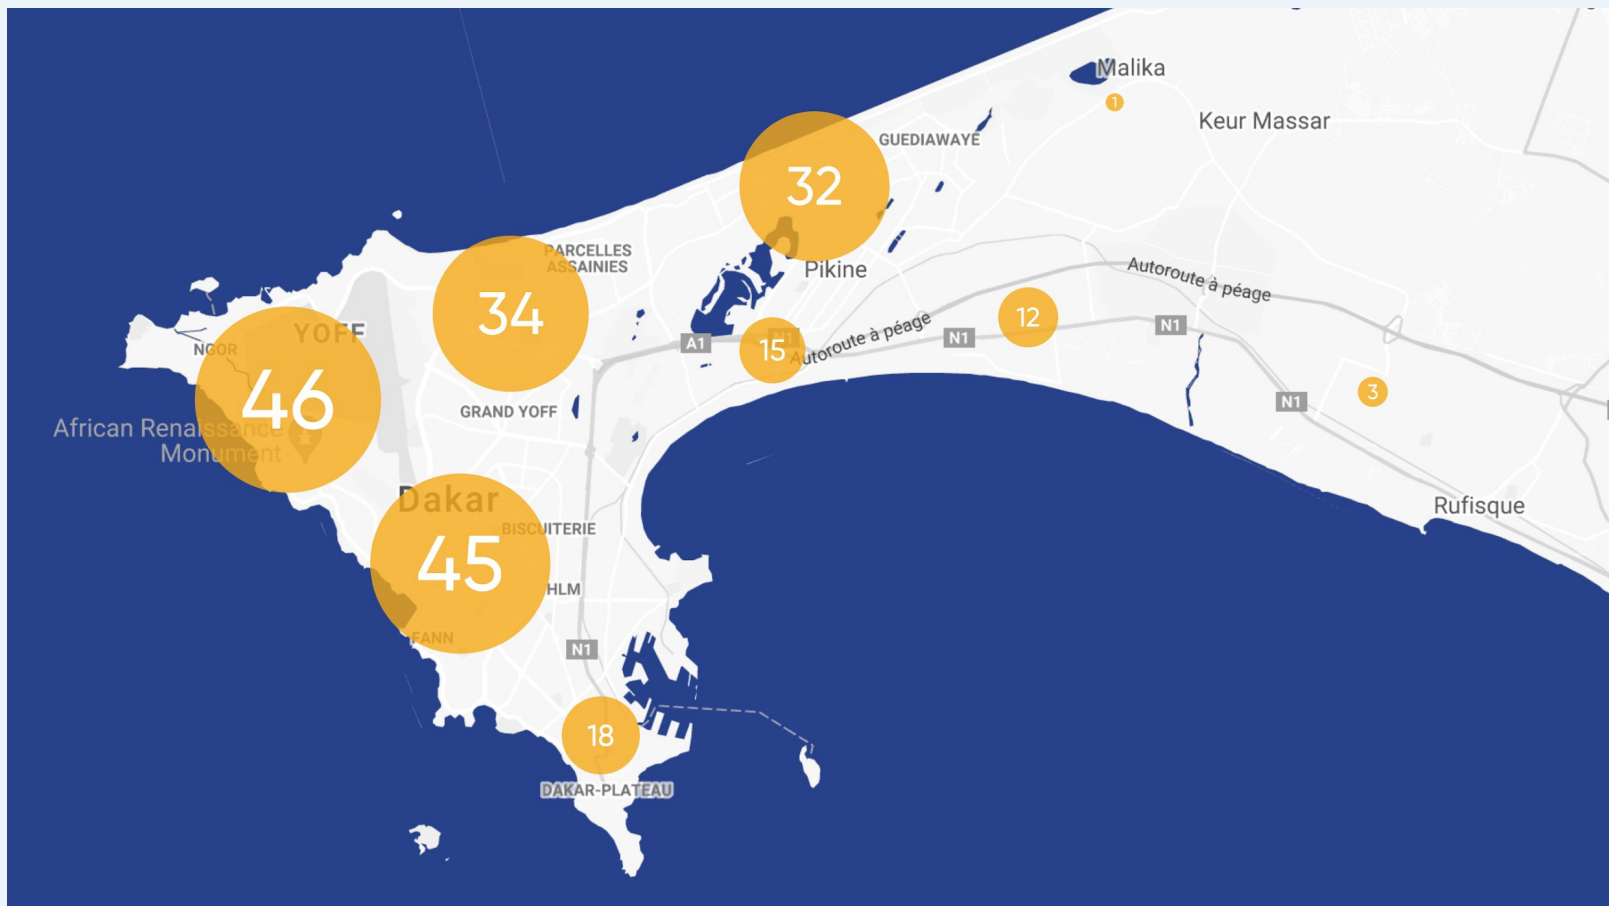 Malika
1
Keur Massar
GUEDIAWAYE
32
PARCELLES
ASSAINIES
Pikine
Autoroute à péage
34
12
N1
YOFF
A1
N1
15
Autoroute à péage
N1
NGOR
46
3
N1
GRAND YOFF
African Renaissance
Monument
Dakar
Rufisque
BISCUITERIE
45
HLM
FANN
N1
18
DAKAR-PLATEAU